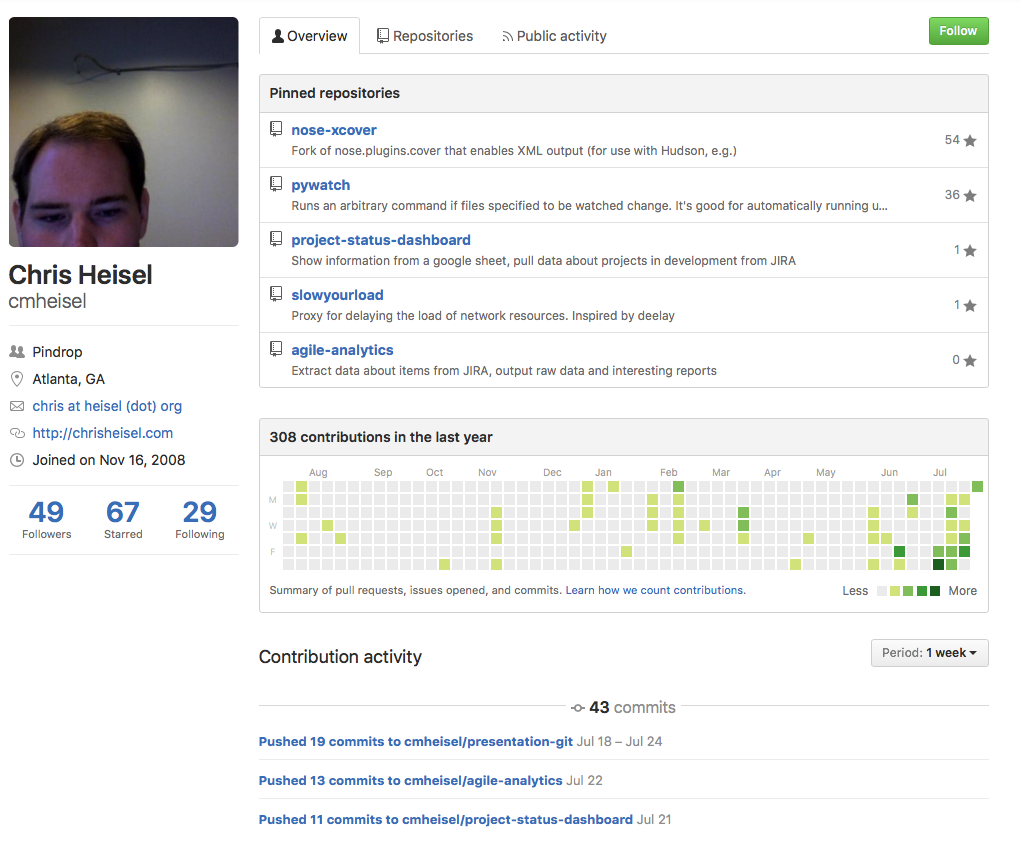 Overview
Repositories
Public activity
Follow
Chris Heisel
cmheisel
Pindrop
Atlanta, GA
chris at heisel (dot) org
http://chrisheisel.com
Joined on Nov 16, 2008
49 67 29
Followers Starred Following
Pinned repositories
nose-xcover
Fork of nose.plugins.cover that enables XML output (for use with Hudson, e.g.)
54
pywatch
Runs an arbitrary command if files specified to be watched change. It's good for automatically running u...
36
project-status-dashboard
Show information from a google sheet, pull data about projects in development from JIRA
1
slowyourload
Proxy for delaying the load of network resources. Inspired by deelay
1
agile-analytics
Extract data about items from JIRA, output raw data and interesting reports
0
308 contributions in the last year
Aug Sep Oct Nov Dec Jan Feb Mar Apr May Jun Jul
M
W
F
Summary of pull requests, issues opened, and commits. Learn how we count contributions.
Less More
Contribution activity
Period: 1 week
43 commits
Pushed 19 commits to cmheisel/presentation-git Jul 18 – Jul 24
Pushed 13 commits to cmheisel/agile-analytics Jul 22
Pushed 11 commits to cmheisel/project-status-dashboard Jul 21